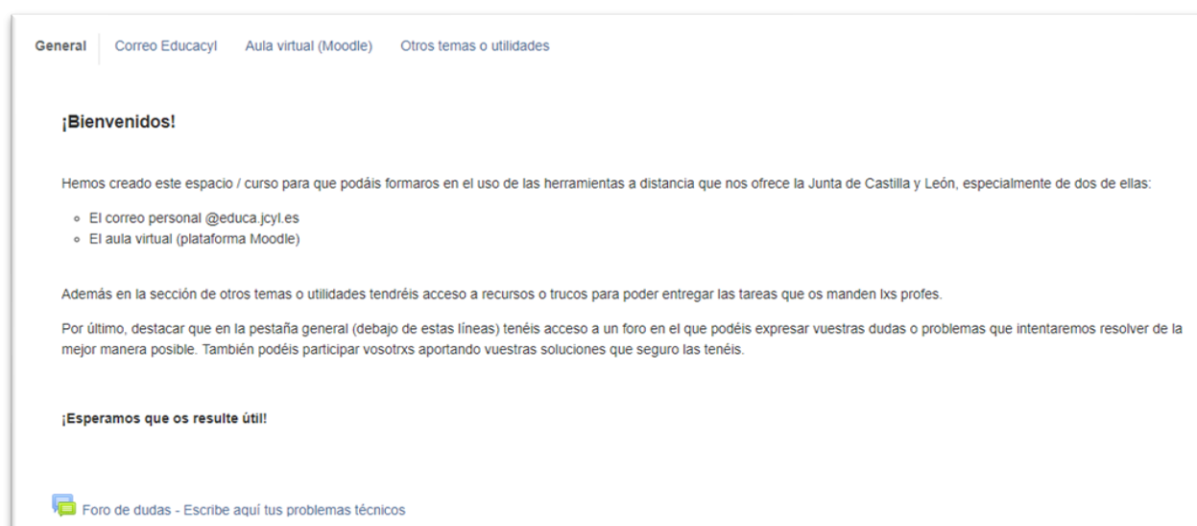 General Correo Educacyl Aula virtual (Moodle) Otros temas o utilidades
¡Bienvenidos!
Hemos creado este espacio / curso para que podáis formaros en el uso de las herramientas a distancia que nos ofrece la Junta de Castilla y León, especialmente de dos de ellas:
El correo personal @educa.jcyl.es
El aula virtual (plataforma Moodle)
Además en la sección de otros temas o utilidades tendréis acceso a recursos o trucos para poder entregar las tareas que os manden lxs profes.
Por último, destacar que en la pestaña general (debajo de estas líneas) tenéis acceso a un foro en el que podéis expresar vuestras dudas o problemas que intentaremos resolver de la
mejor manera posible. También podéis participar vosotrxs aportando vuestras soluciones que seguro las tenéis.
¡Esperamos que os resulte útil!
Foro de dudas - Escribe aquí tus problemas técnicos